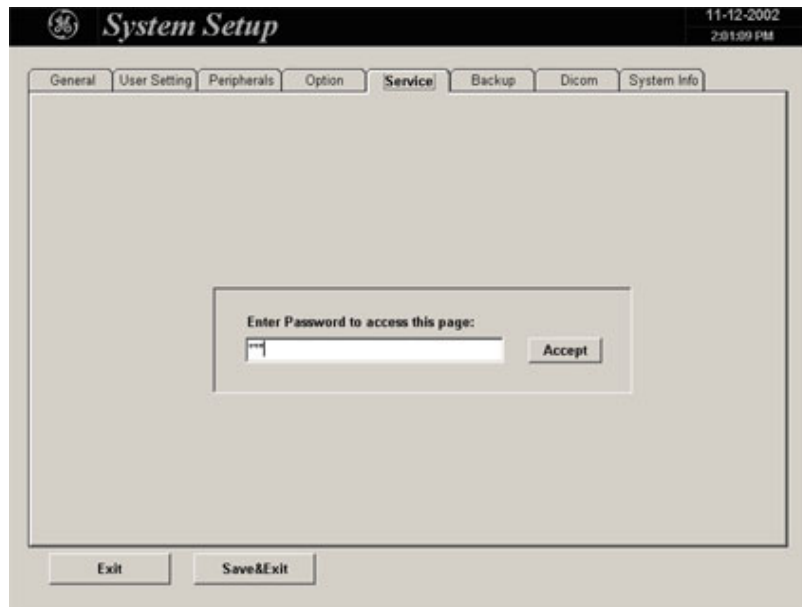 System Setup
11-12-2002
2:01:09 PM
General User Setting Peripherals Option Service Backup Dicom System Info
Enter Password to access this page:
***
Accept
Exit Save&Exit